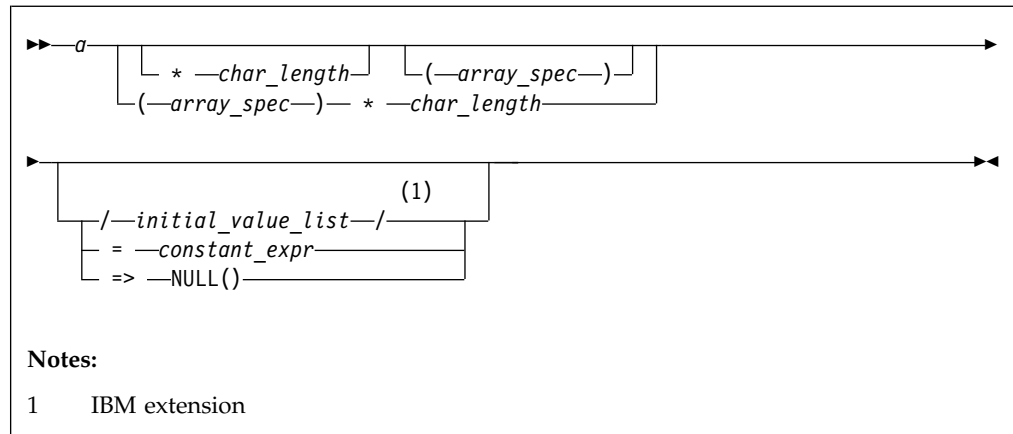 a
* char_length (array_spec)
(array_spec) * char_length
(1)
/initial_value_list/
= constant_expr
=> NULL()
Notes:
1 IBM extension